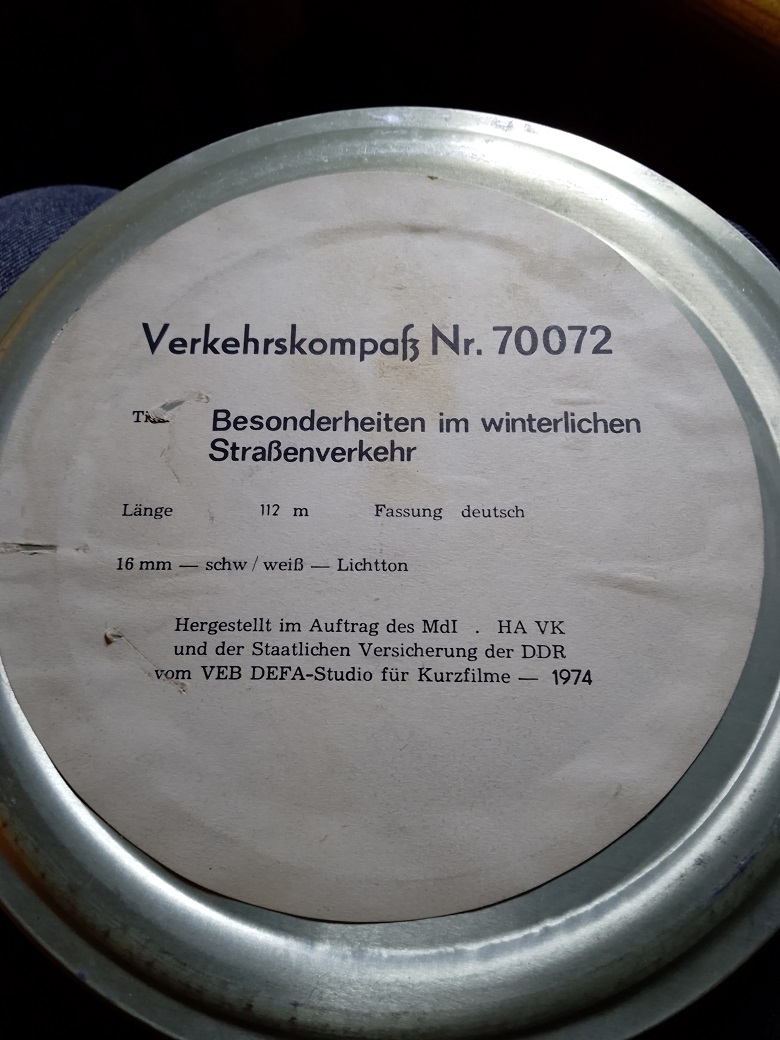 Verkehrskompaß Nr. 70072
Besonderheiten im winterlichen
Straßenverkehr
Länge 112 m Fassung deutsch
16 mm — schw / weiß — Lichtton
Hergestellt im Auftrag des MdI . HA VK
und der Staatlichen Versicherung der DDR
vom VEB DEFA-Studio für Kurzfilme — 1974